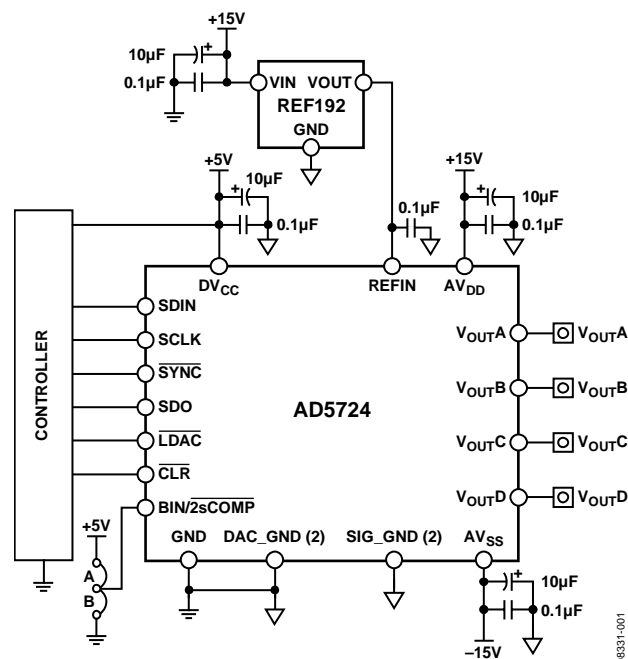 +15V
10µF
+
0.1µF
VIN
VOUT
REF192
GND
+5V
+
10µF
0.1µF
0.1µF
+15V
+
10µF
0.1µF
CONTROLLER
DVCC
REFIN
AVDD
SDIN
SCLK
SYNC
SDO
LDAC
CLR
BIN/2sCOMP
AD5724
VOUTA
VOUTA
VOUTB
VOUTB
VOUTC
VOUTC
VOUTD
VOUTD
+5V
A
B
GND
DAC_GND (2)
SIG_GND (2)
AVSS
+
10µF
0.1µF
–15V
08331-001